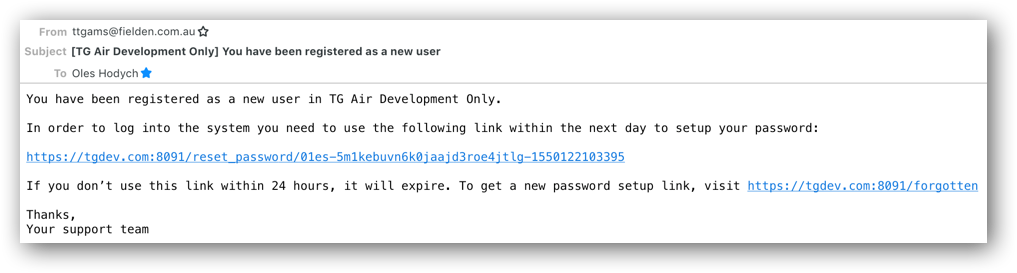 From ttgams@fielden.com.au
Subject [TG Air Development Only] You have been registered as a new user
To Oles Hodych
You have been registered as a new user in TG Air Development Only.
In order to log into the system you need to use the following link within the next day to setup your password:
https://tgdev.com:8091/reset_password/01es-5m1kebuvn6k0jaajd3roe4jtlg-1550122103395
If you don’t use this link within 24 hours, it will expire. To get a new password setup link, visit https://tgdev.com:8091/forgotten
Thanks,
Your support team